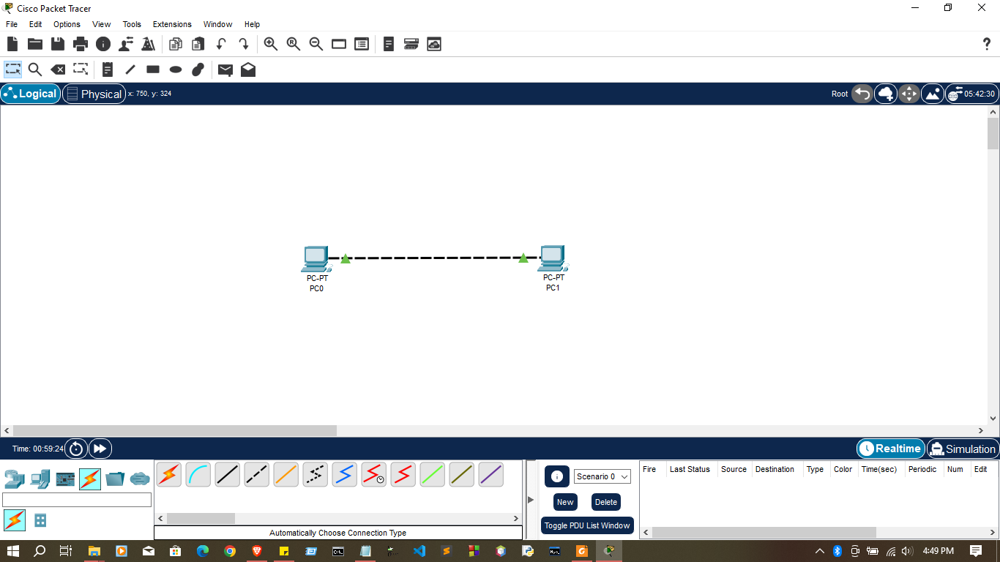 Cisco Packet Tracer
File Edit Options View Tools Extensions Window Help
Logical Physical x: 750, y: 324 Root 05:42:30
PC-PT
PC0
PC-PT
PC1
Time: 00:59:24 Realtime Simulation
Scenario 0
New Delete
Toggle PDU List Window
Fire Last Status Source Destination Type Color Time(sec) Periodic Num Edit
Automatically Choose Connection Type
4:49 PM